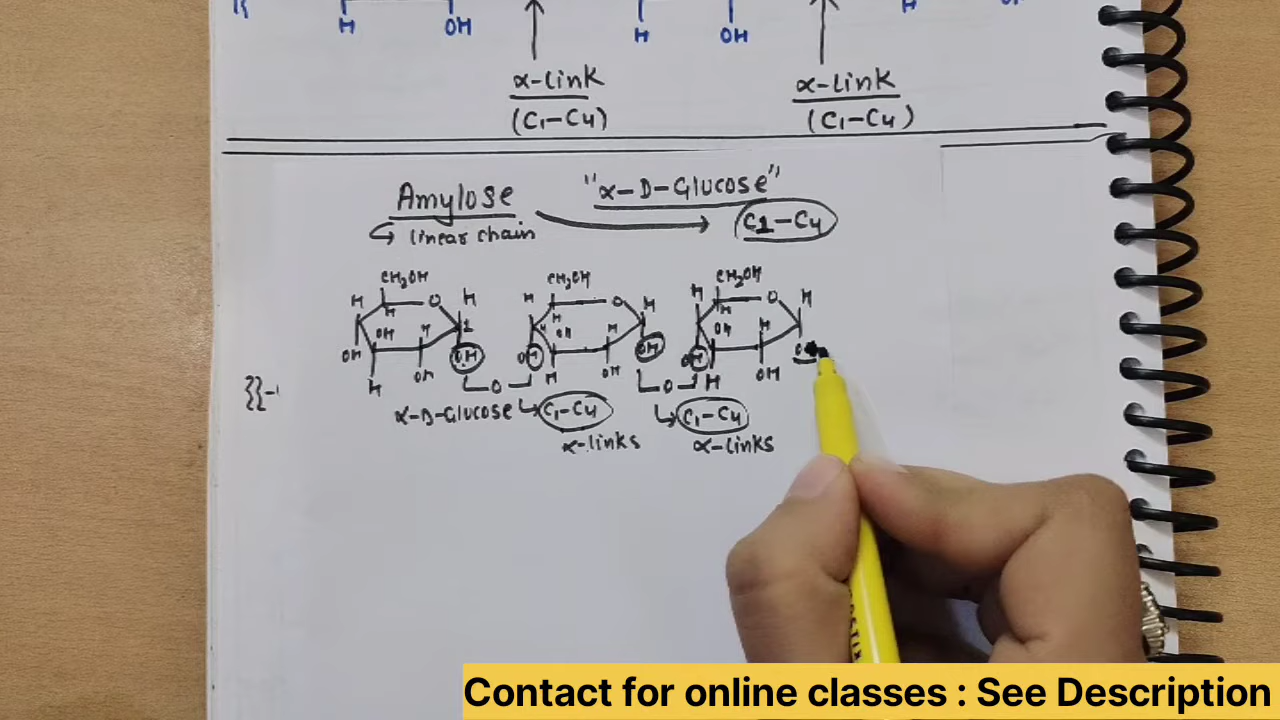 H OH H OH H OH
α-link α-link
(C1-C4) (C1-C4)
Amylose "α-D-Glucose"
↳ linear chain → C1-C4
CH2OH CH2OH CH2OH
H O H H O H H O H
H H H
OH H 1 4 OH H OH H
OH OH OH OH OH O
H OH H OH H OH
O O
α-D-Glucose ↳ C1-C4 ↳ C1-C4
α-links α-links
Contact for online classes : See Description